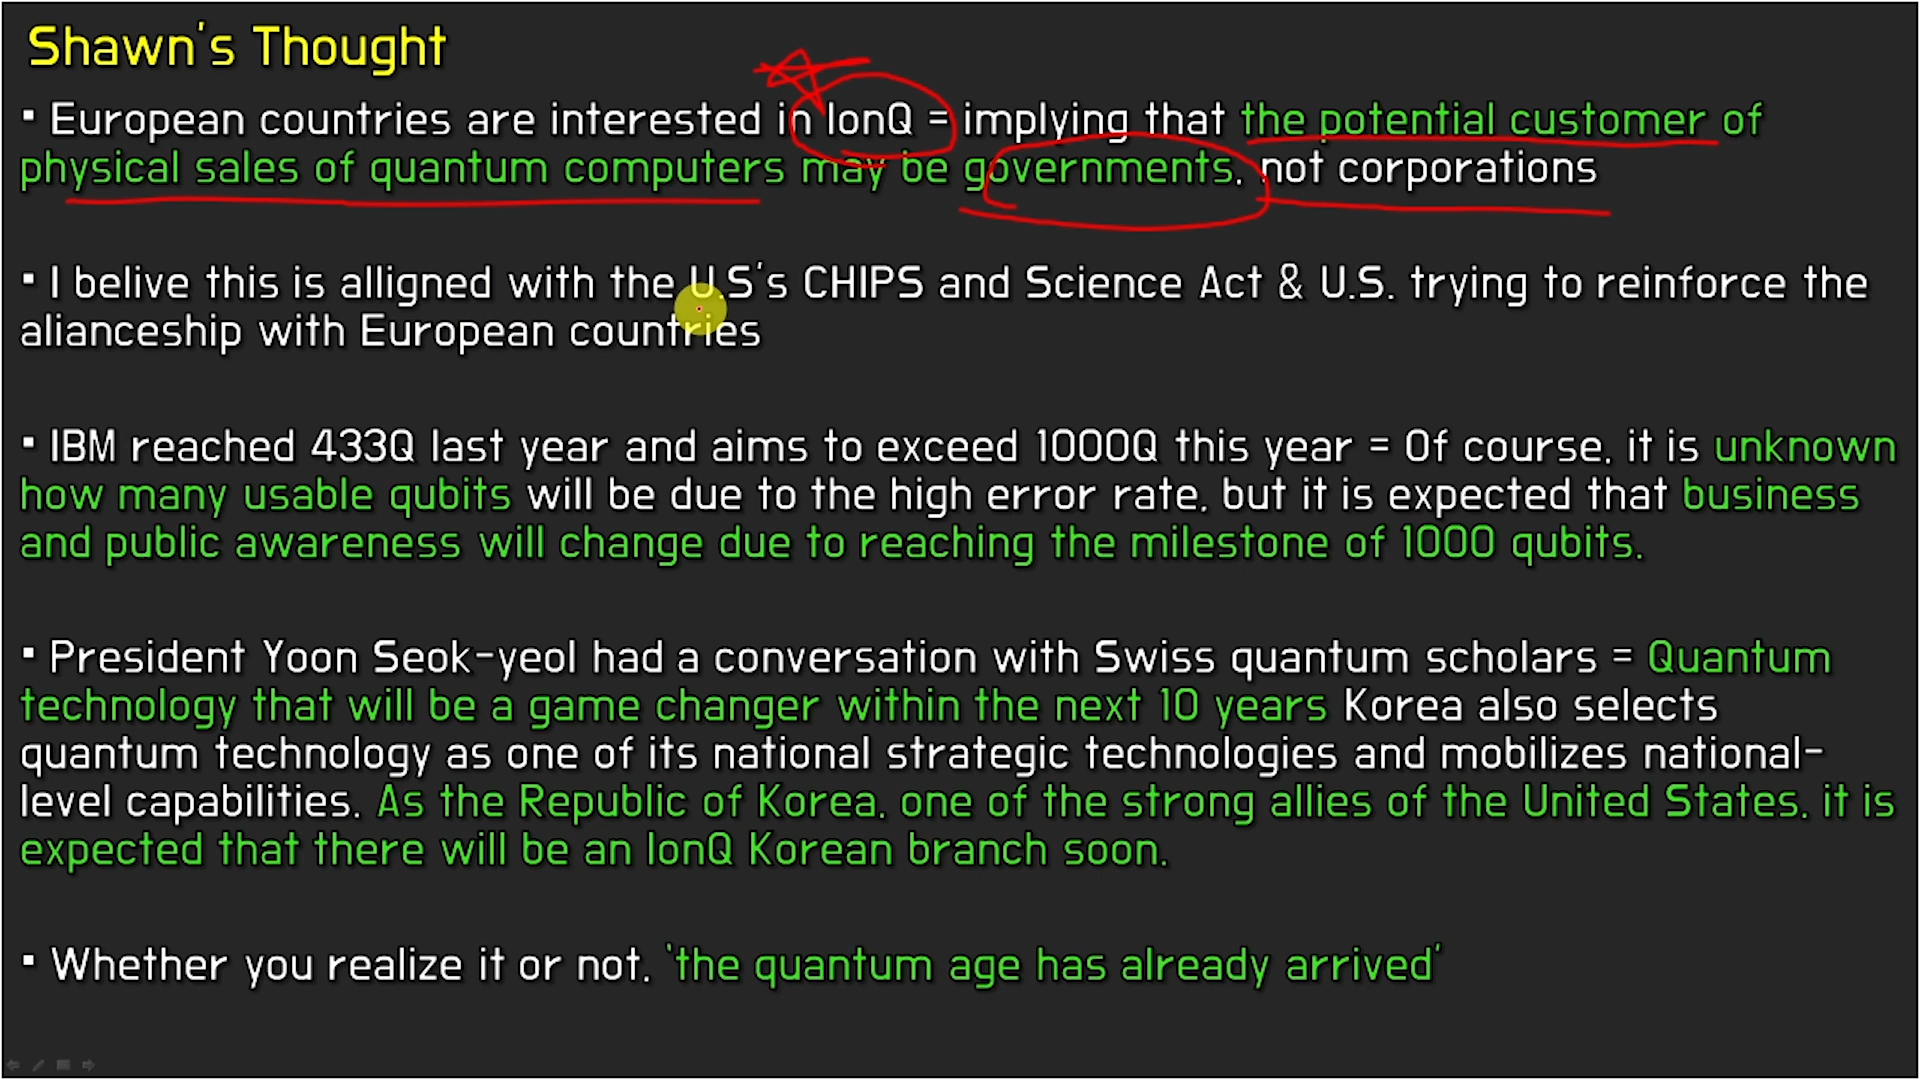 Shawn's Thought
▪ European countries are interested in IonQ = implying that the potential customer of
physical sales of quantum computers may be governments, not corporations
▪ I belive this is alligned with the U.S's CHIPS and Science Act & U.S. trying to reinforce the
alianceship with European countries
▪ IBM reached 433Q last year and aims to exceed 1000Q this year = Of course, it is unknown
how many usable qubits will be due to the high error rate, but it is expected that business
and public awareness will change due to reaching the milestone of 1000 qubits.
▪ President Yoon Seok-yeol had a conversation with Swiss quantum scholars = Quantum
technology that will be a game changer within the next 10 years Korea also selects
quantum technology as one of its national strategic technologies and mobilizes national-
level capabilities. As the Republic of Korea, one of the strong allies of the United States, it is
expected that there will be an IonQ Korean branch soon.
▪ Whether you realize it or not, 'the quantum age has already arrived'